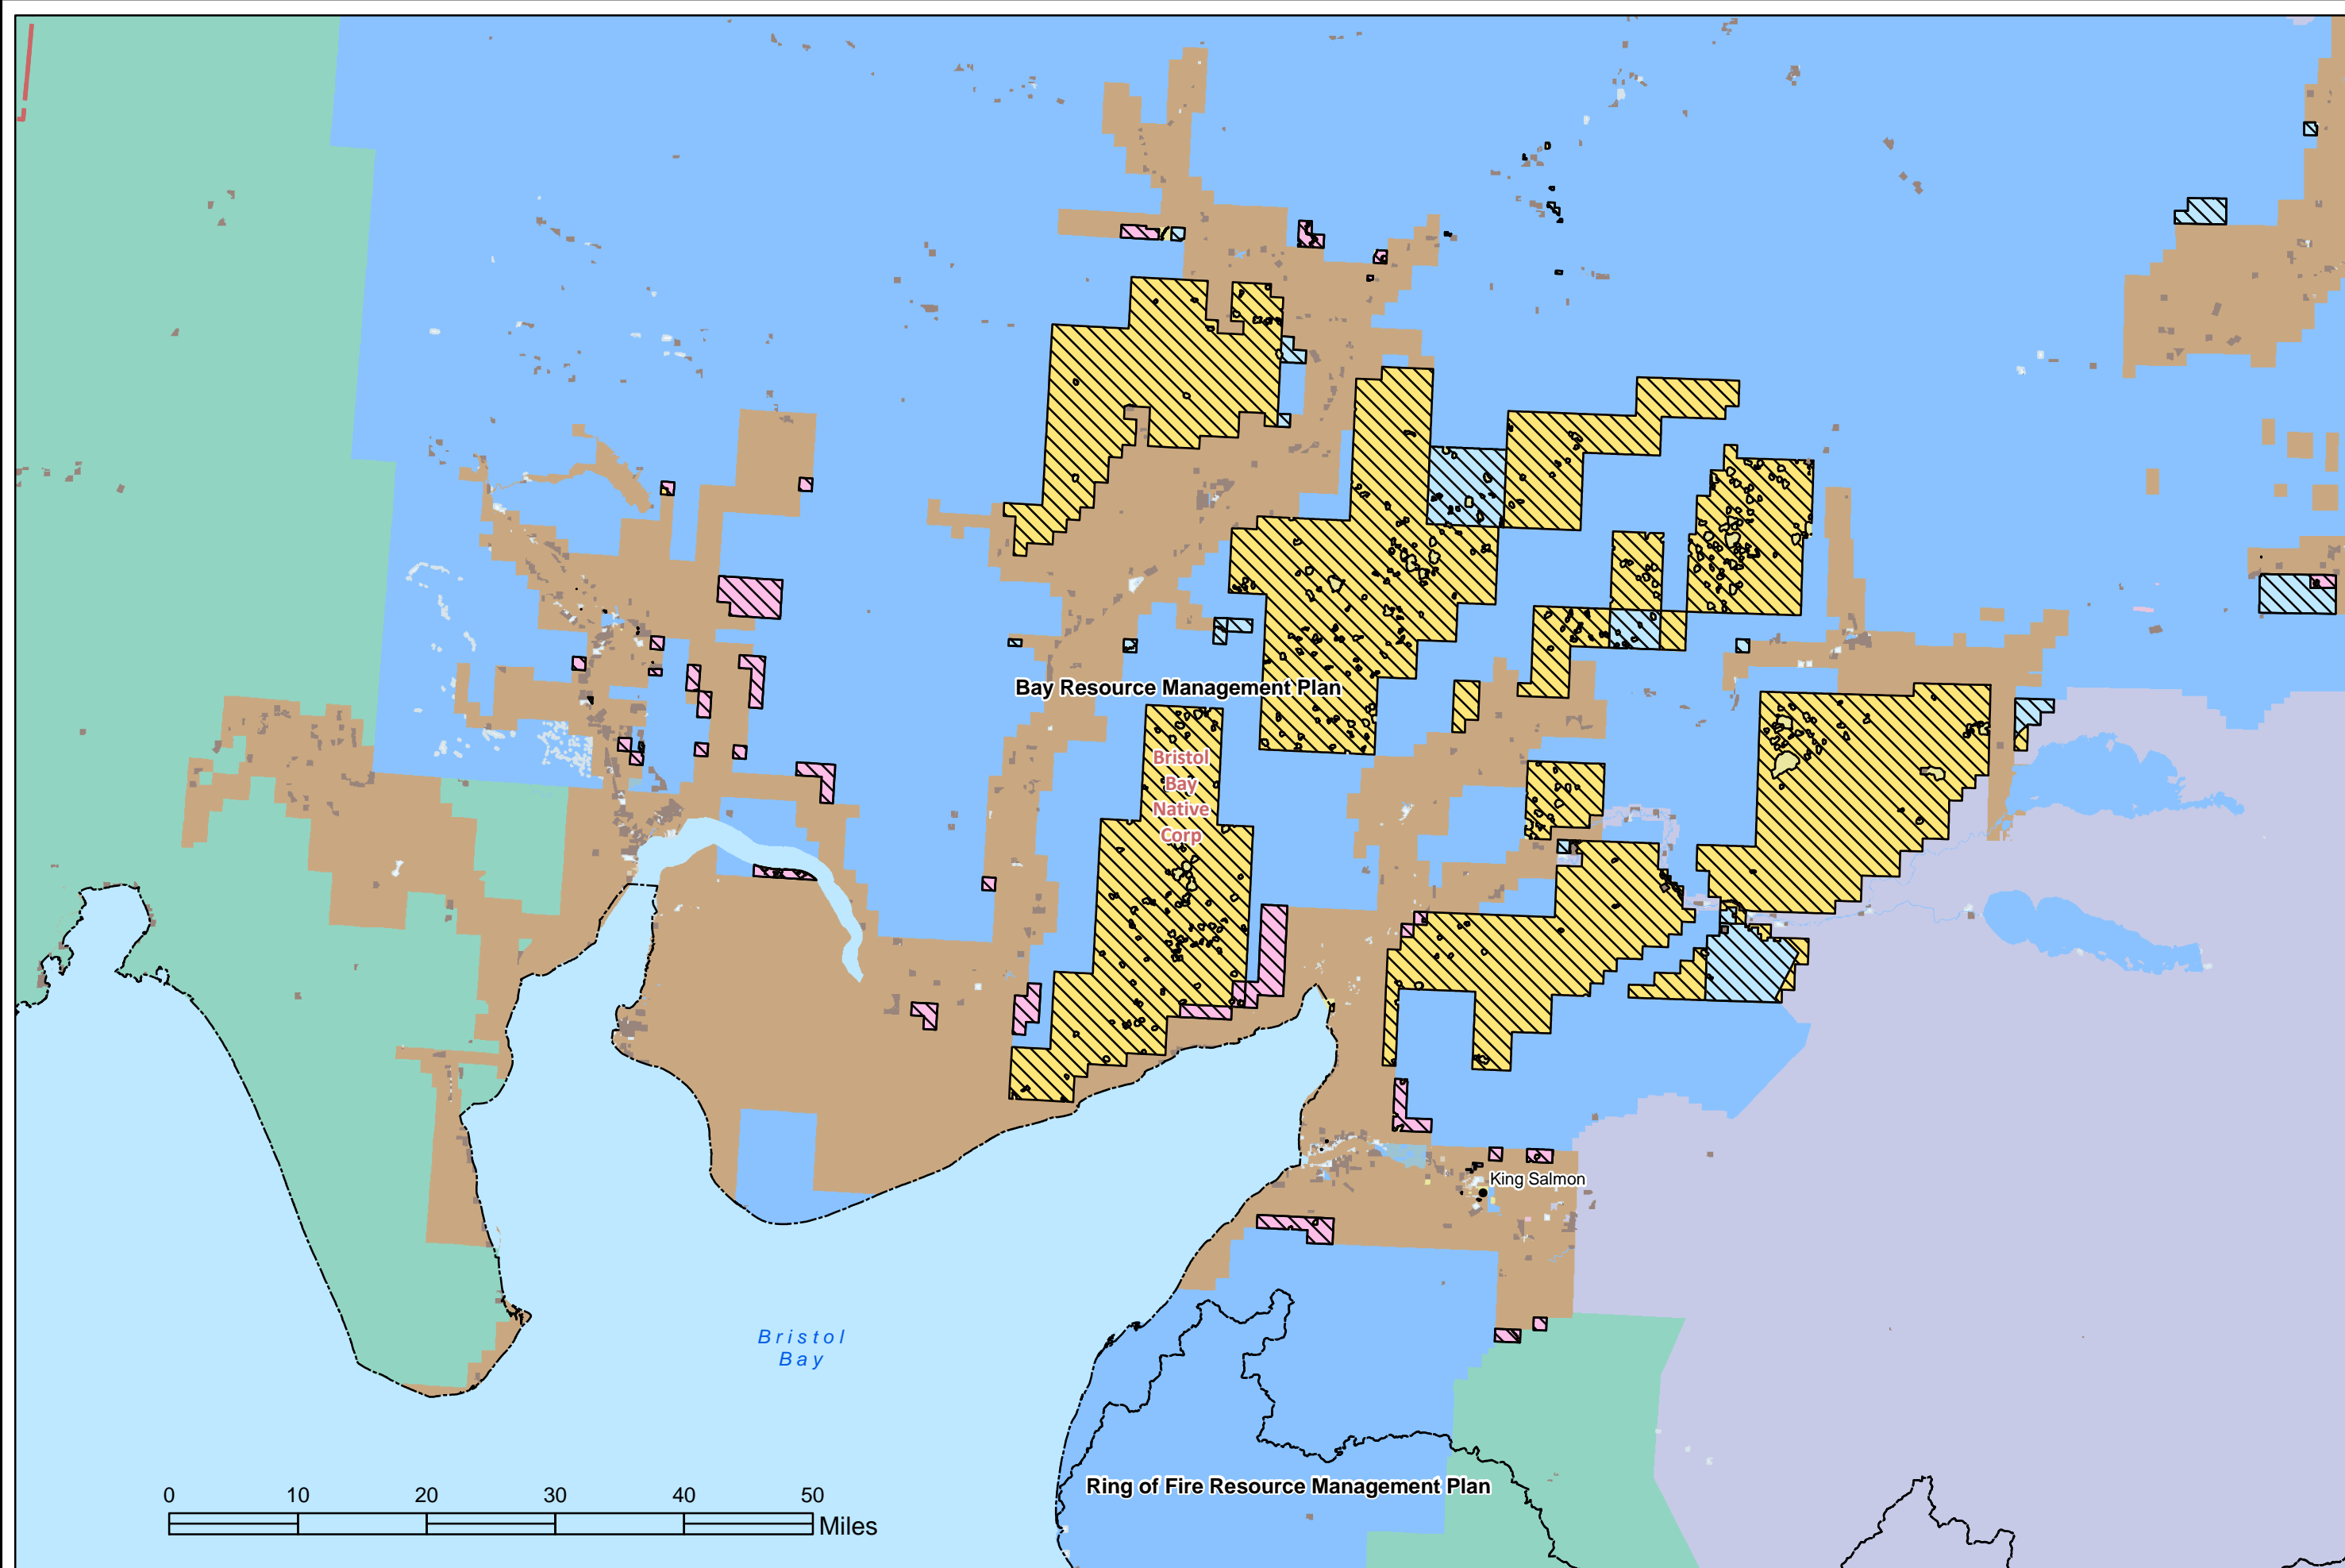 Bay Resource Management Plan
Bristol
Bay
Native
Corp
King Salmon
Bristol
Bay
Ring of Fire Resource Management Plan
0 10 20 30 40 50
Miles